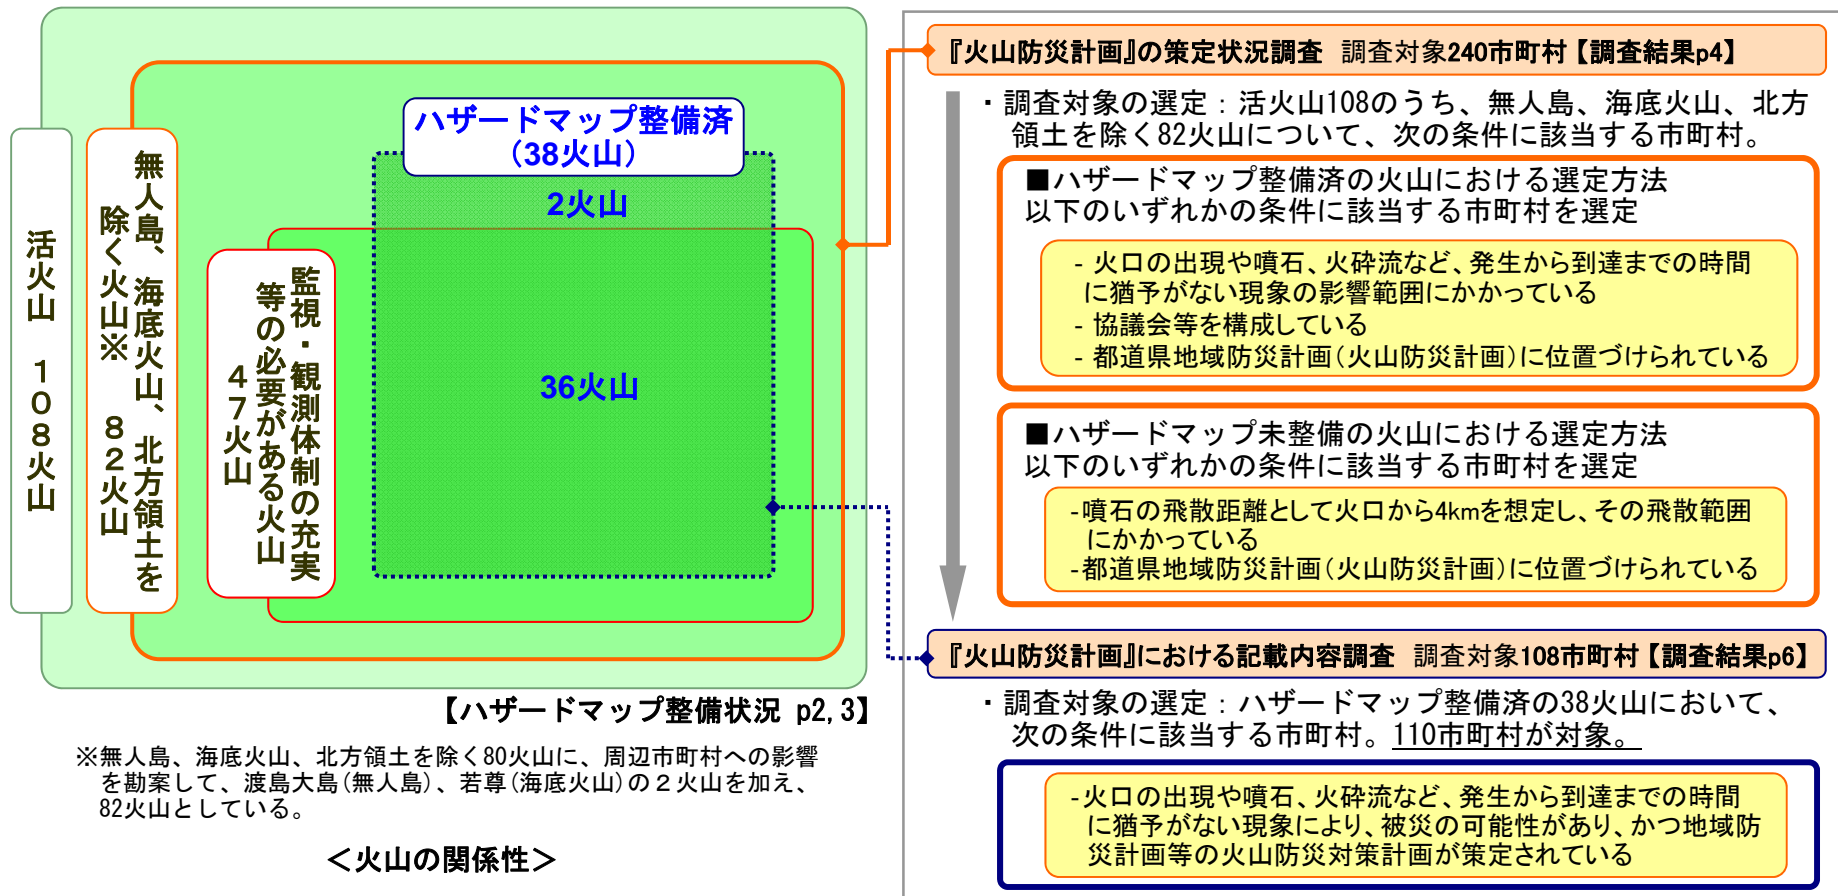 活火山 108火山
無人島、海底火山、北方領土を
除く火山※ 82火山
監視・観測体制の充実
等の必要がある火山
47火山
ハザードマップ整備済
(38火山)
2火山
36火山
【ハザードマップ整備状況 p2,3】
※無人島、海底火山、北方領土を除く80火山に、周辺市町村への影響
を勘案して、渡島大島(無人島)、若尊(海底火山)の2火山を加え、
82火山としている。
＜火山の関係性＞
『火山防災計画』の策定状況調査 調査対象240市町村【調査結果p4】
・調査対象の選定：活火山108のうち、無人島、海底火山、北方
領土を除く82火山について、次の条件に該当する市町村。
■ハザードマップ整備済の火山における選定方法
以下のいずれかの条件に該当する市町村を選定
- 火口の出現や噴石、火砕流など、発生から到達までの時間
に猶予がない現象の影響範囲にかかっている
- 協議会等を構成している
- 都道県地域防災計画(火山防災計画)に位置づけられている
■ハザードマップ未整備の火山における選定方法
以下のいずれかの条件に該当する市町村を選定
-噴石の飛散距離として火口から4kmを想定し、その飛散範囲
にかかっている
-都道県地域防災計画(火山防災計画)に位置づけられている
『火山防災計画』における記載内容調査 調査対象108市町村【調査結果p6】
・調査対象の選定：ハザードマップ整備済の38火山において、
次の条件に該当する市町村。110市町村が対象。
-火口の出現や噴石、火砕流など、発生から到達までの時間
に猶予がない現象により、被災の可能性があり、かつ地域防
災計画等の火山防災対策計画が策定されている